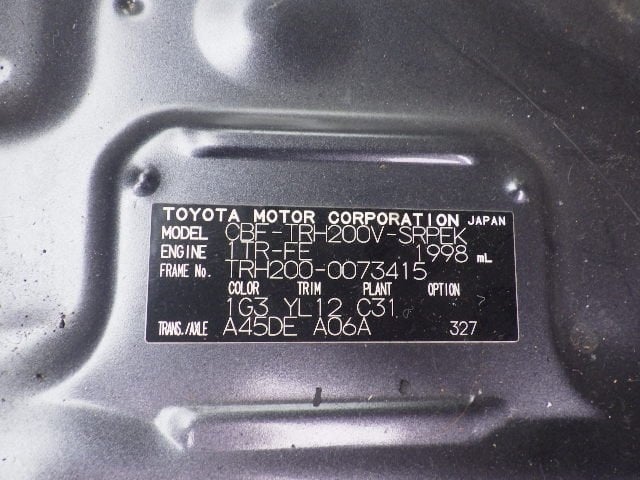 TOYOTA MOTOR CORPORATION JAPAN
MODEL CBF-TRH200V-SRPEK
ENGINE 1TR-FE 1998 mL
FRAME No. TRH200-0073415
COLOR TRIM PLANT OPTION
1G3 YL12 C31
TRANS./AXLE A45DE A06A 327